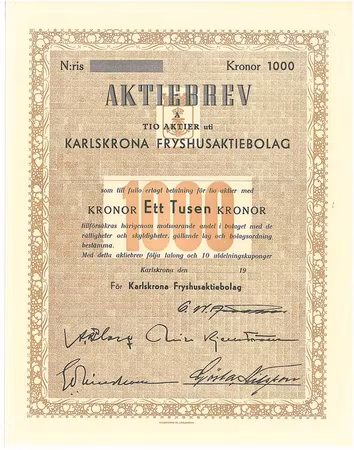 N:ris Kronor 1000
AKTIEBREV
Å
TIO AKTIER uti
KARLSKRONA FRYSHUSAKTIEBOLAG
1000
som till fullo erlagt betalning för tio aktier med
KRONOR Ett Tusen KRONOR
tillförsäkras härigenom motsvarande andel i bolaget med de
rättigheter och skyldigheter, gällande lag och bolagsordning
bestämma.
Med detta aktiebrev följa talong och 10 utdelningskuponger
Karlskrona den 19
För Karlskrona Fryshusaktiebolag